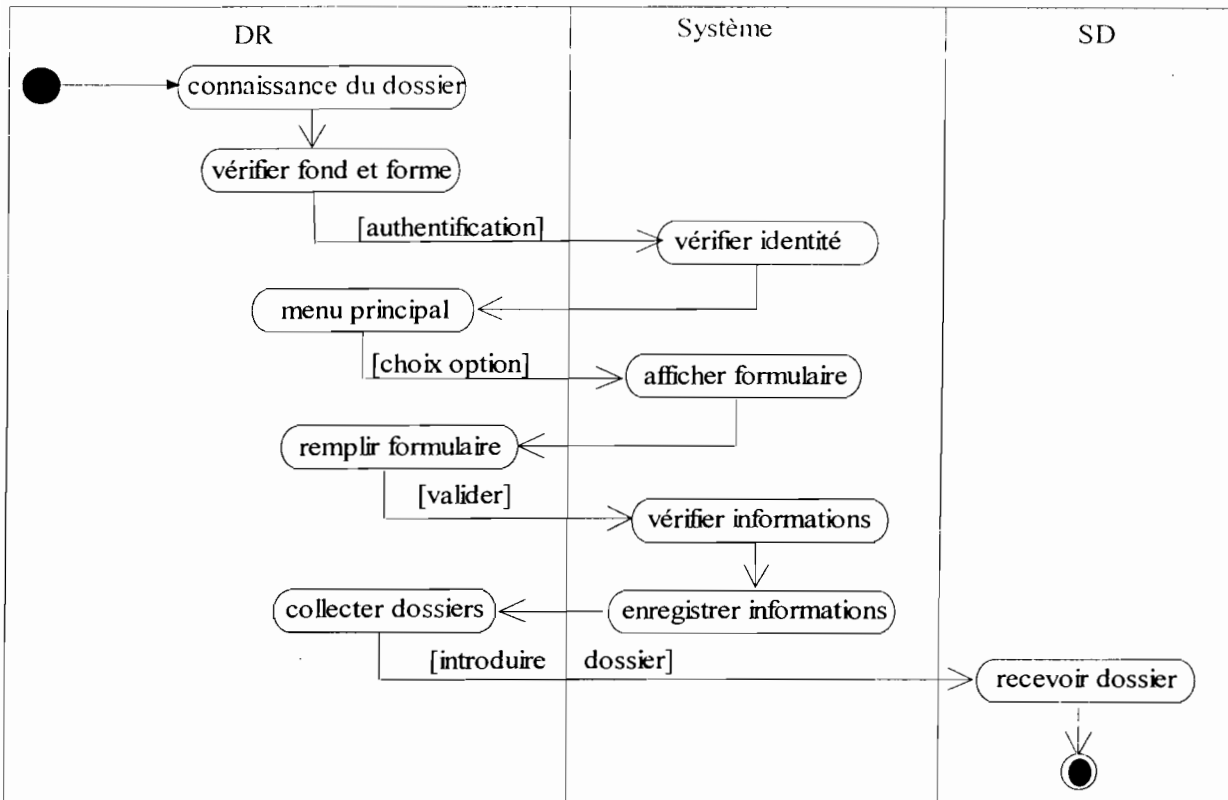 DR
Système
SD
connaissance du dossier
vérifier fond et forme
[authentification]
vérifier identité
menu principal
[choix option]
afficher formulaire
remplir formulaire
[valider]
vérifier informations
collecter dossiers
enregistrer informations
[introduire dossier]
recevoir dossier